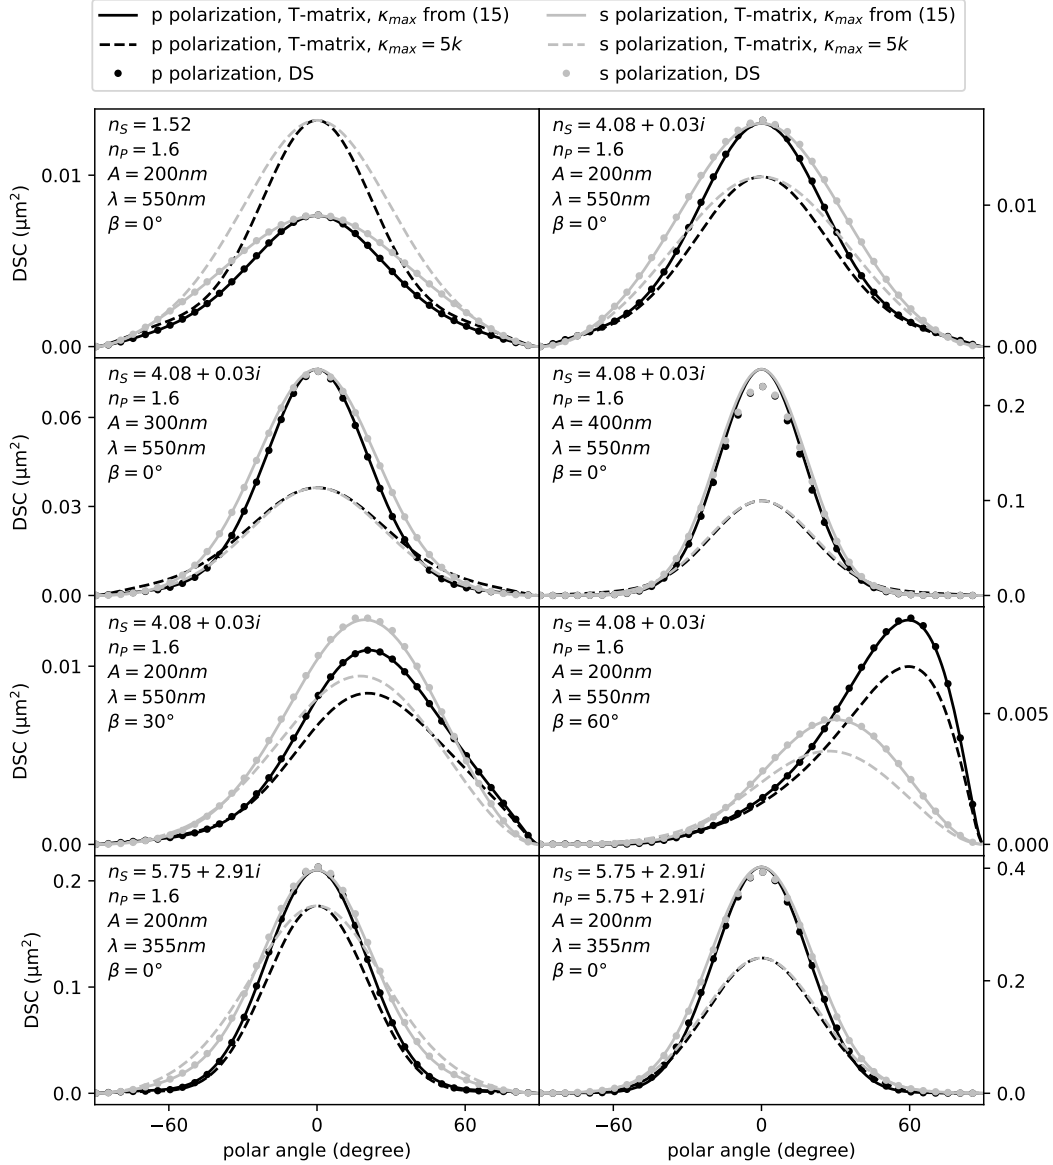 p polarization, T-matrix, κmax from (15)
s polarization, T-matrix, κmax from (15)
p polarization, T-matrix, κmax = 5k
s polarization, T-matrix, κmax = 5k
p polarization, DS
s polarization, DS
nS = 1.52
nP = 1.6
A = 200nm
λ = 550nm
β = 0°
0.01
0.00
DSC (μm²)
nS = 4.08 + 0.03i
nP = 1.6
A = 200nm
λ = 550nm
β = 0°
0.01
0.00
nS = 4.08 + 0.03i
nP = 1.6
A = 300nm
λ = 550nm
β = 0°
0.06
0.03
0.00
DSC (μm²)
nS = 4.08 + 0.03i
nP = 1.6
A = 400nm
λ = 550nm
β = 0°
0.2
0.1
0.0
nS = 4.08 + 0.03i
nP = 1.6
A = 200nm
λ = 550nm
β = 30°
0.01
0.00
DSC (μm²)
nS = 4.08 + 0.03i
nP = 1.6
A = 200nm
λ = 550nm
β = 60°
0.005
0.000
nS = 5.75 + 2.91i
nP = 1.6
A = 200nm
λ = 355nm
β = 0°
0.2
0.1
0.0
DSC (μm²)
nS = 5.75 + 2.91i
nP = 5.75 + 2.91i
A = 200nm
λ = 355nm
β = 0°
0.4
0.2
0.0
−60 0 60
polar angle (degree)
−60 0 60
polar angle (degree)